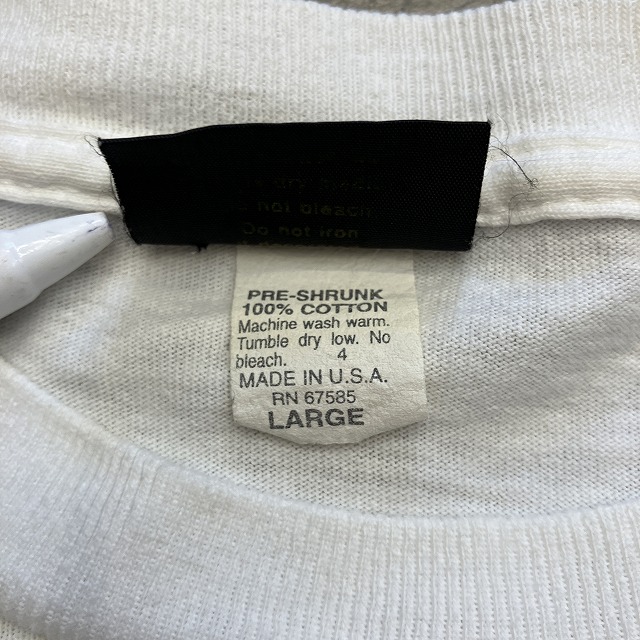 not bleach
Do not iron
PRE-SHRUNK
100% COTTON
Machine wash warm.
Tumble dry low. No
bleach. 4
MADE IN U.S.A.
RN 67585
LARGE